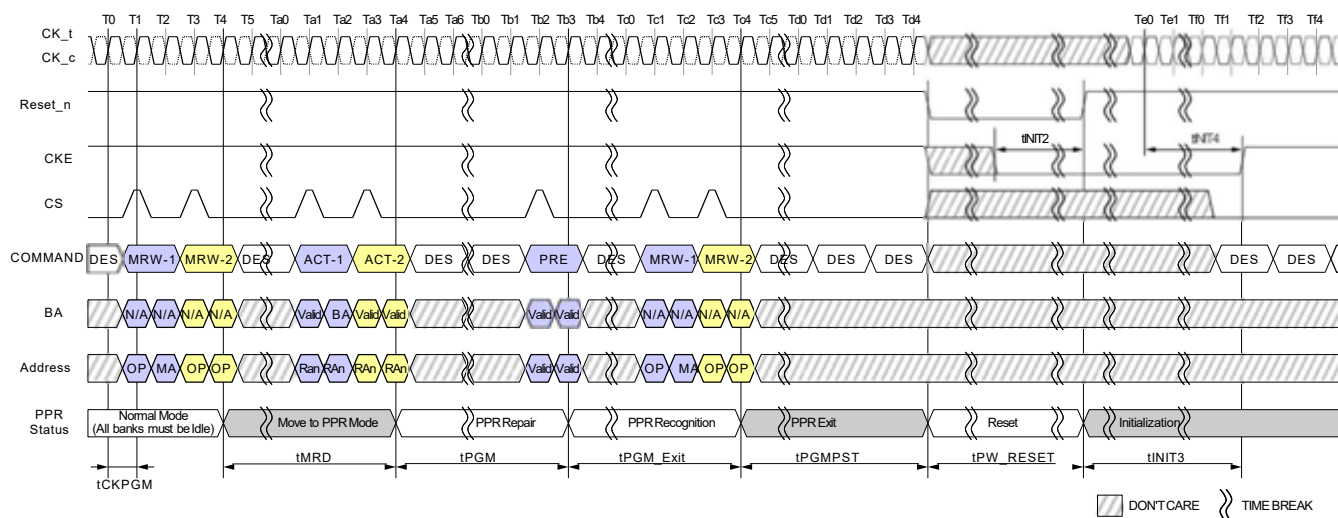 T0 T1 T2 T3 T4 T5 Ta0 Ta1 Ta2 Ta3 Ta4 Ta5 Ta6 Tb0 Tb1 Tb2 Tb3 Tb4 Tc0 Tc1 Tc2 Tc3 Tc4 Tc5 Td0 Td1 Td2 Td3 Td4 Te0 Te1 Tf0 Tf1 Tf2 Tf3 Tf4
CK_t
CK_c
Reset_n
tINIT2 tINIT4
CKE
CS
COMMAND DES MRW-1 MRW-2 DES ACT-1 ACT-2 DES DES PRE DES MRW-1 MRW-2 DES DES DES DES DES
BA N/A N/A N/A N/A Valid BA Valid Valid Valid Valid N/A N/A N/A N/A
Address OP MA OP OP Ran RAn RAn RAn Valid Valid OP MA OP OP
PPR Status Normal Mode (All banks must be Idle) Move to PPR Mode PPR Repair PPR Recognition PPR Exit Reset Initialization
tMRD tPGM tPGM_Exit tPGMPST tPW_RESET tINIT3
tCKPGM
DON'T CARE TIME BREAK